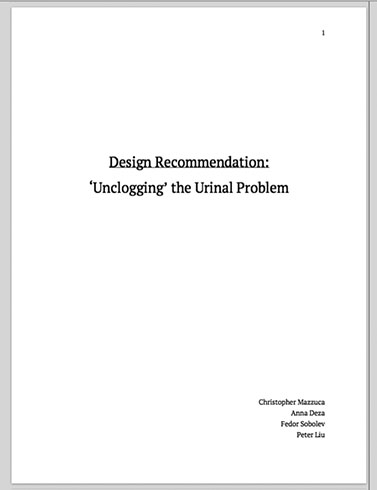 1
Design Recommendation:
‘Unclogging’ the Urinal Problem
Christopher Mazzuca
Anna Deza
Fedor Sobolev
Peter Liu